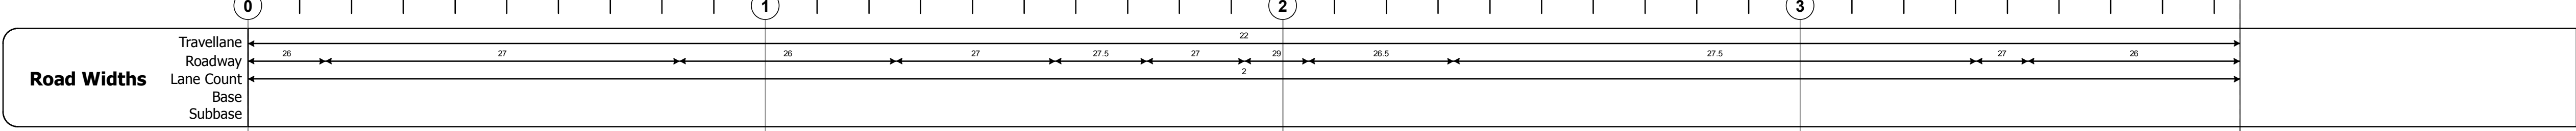 0 1 2 3
Travellane 22
Roadway 26 27 26 27 27.5 27 29 26.5 27.5 27 26
Road Widths Lane Count 2
Base
Subbase